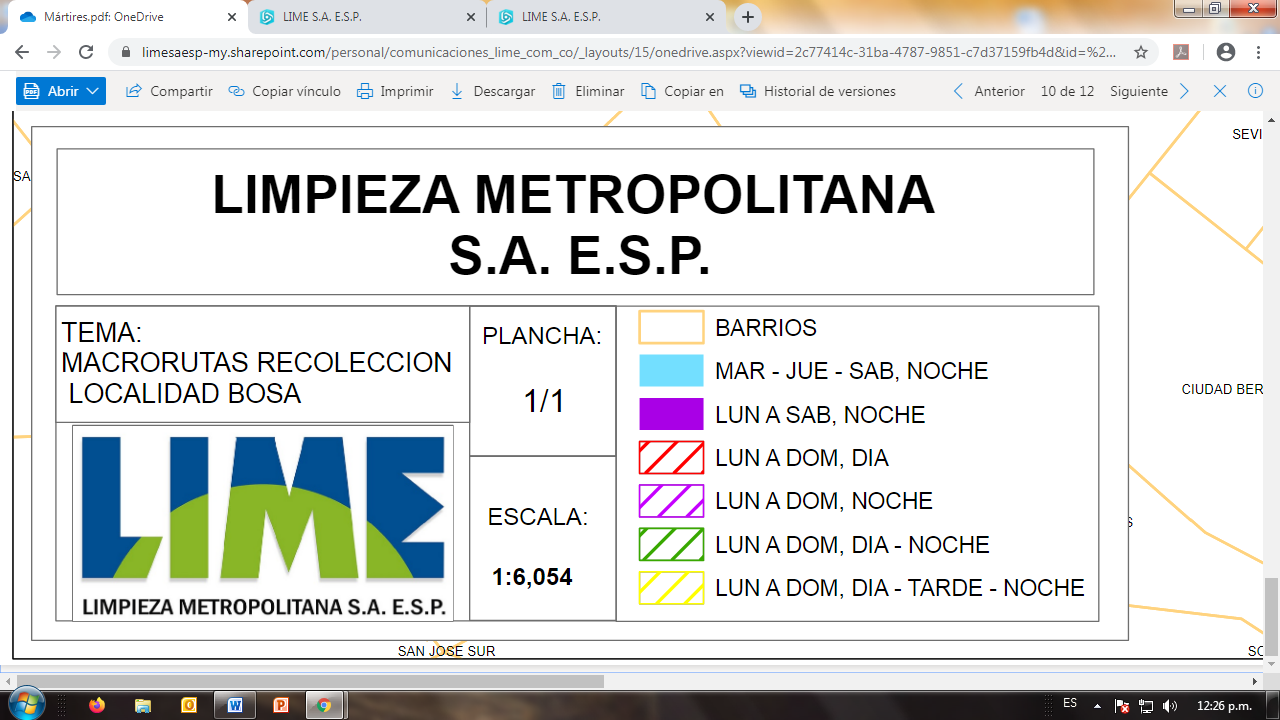 Mártires.pdf: OneDrive
LIME S.A. E.S.P.
LIME S.A. E.S.P.
limesaesp-my.sharepoint.com/personal/comunicaciones_lime_com_co/_layouts/15/onedrive.aspx?viewid=2c77414c-31ba-4787-9851-c7d37159fb4d&id=%2...
Abrir
Compartir
Copiar vínculo
Imprimir
Descargar
Eliminar
Copiar en
Historial de versiones
Anterior
10 de 12
Siguiente
SEVI
SA
LIMPIEZA METROPOLITANA
S.A. E.S.P.
TEMA:
MACRORUTAS RECOLECCION
LOCALIDAD BOSA
PLANCHA:
1/1
ESCALA:
1:6,054
BARRIOS
MAR - JUE - SAB, NOCHE
LUN A SAB, NOCHE
LUN A DOM, DIA
LUN A DOM, NOCHE
LUN A DOM, DIA - NOCHE
LUN A DOM, DIA - TARDE - NOCHE
LIME
LIMPIEZA METROPOLITANA S.A. E.S.P.
CIUDAD BER
S
SAN JOSE SUR
SC
ES
12:26 p.m.